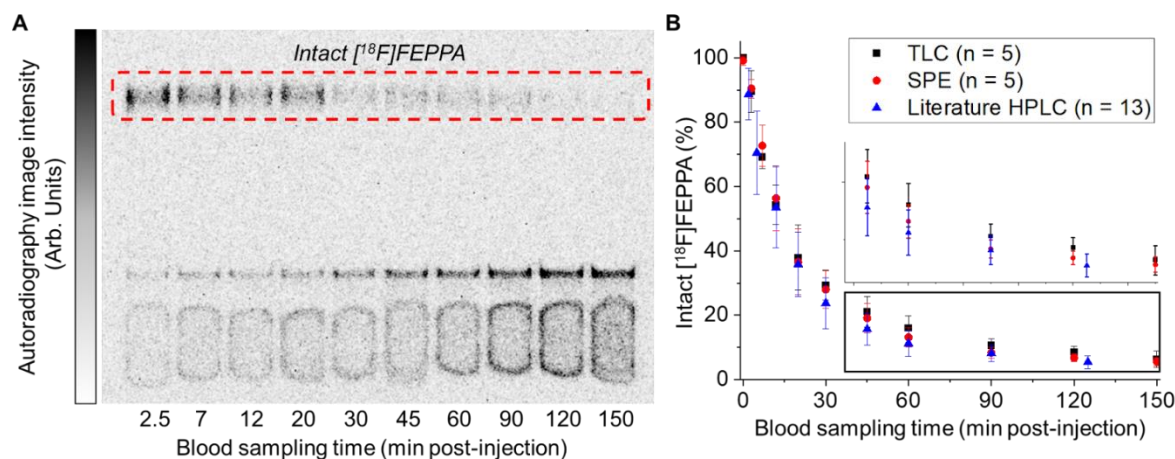 A
Autoradiography image intensity
(Arb. Units)
Intact [¹⁸F]FEPPA
2.5 7 12 20 30 45 60 90 120 150
Blood sampling time (min post-injection)
B
Intact [¹⁸F]FEPPA (%)
100
80
60
40
20
0
TLC (n = 5)
SPE (n = 5)
Literature HPLC (n = 13)
0 30 60 90 120 150
Blood sampling time (min post-injection)